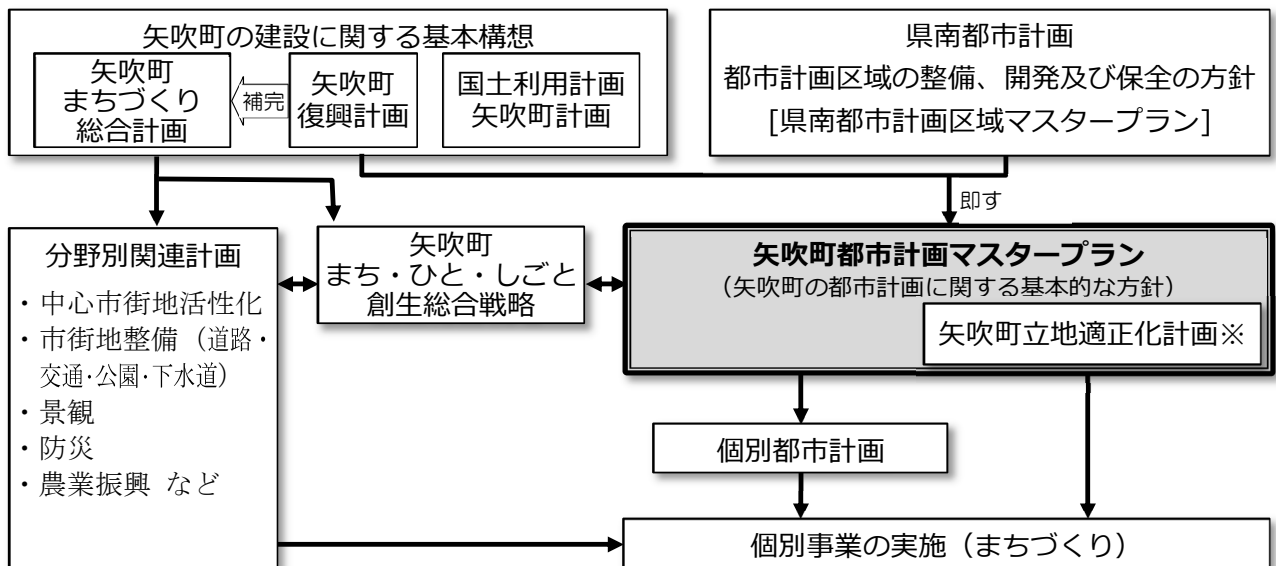 矢吹町の建設に関する基本構想
矢吹町
まちづくり
総合計画
補完
矢吹町
復興計画
国土利用計画
矢吹町計画
県南都市計画
都市計画区域の整備、開発及び保全の方針
[県南都市計画区域マスタープラン]
即す
分野別関連計画
・中心市街地活性化
・市街地整備（道路・
交通・公園・下水道）
・景観
・防災
・農業振興 など
矢吹町
まち・ひと・しごと
創生総合戦略
矢吹町都市計画マスタープラン
（矢吹町の都市計画に関する基本的な方針）
矢吹町立地適正化計画※
個別都市計画
個別事業の実施（まちづくり）